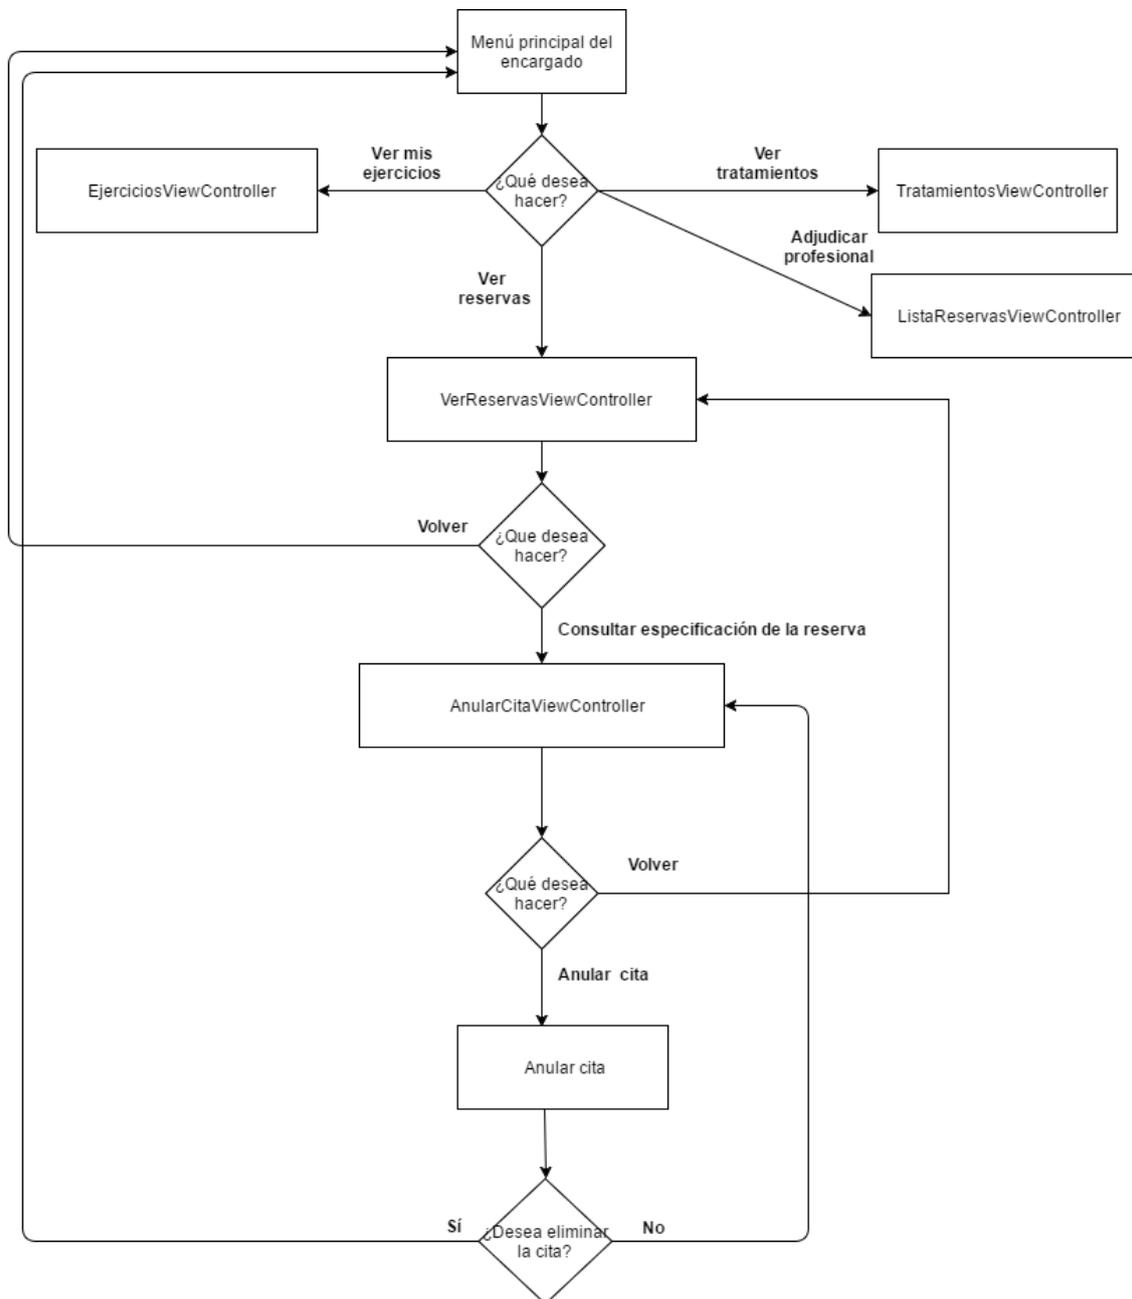 Menú principal del
encargado
Ver mis
ejercicios
Ver
tratamientos
EjerciciosViewController
¿Qué desea
hacer?
TratamientosViewController
Adjudicar
profesional
Ver
reservas
ListaReservasViewController
VerReservasViewController
Volver
¿Que desea
hacer?
Consultar especificación de la reserva
AnularCitaViewController
Volver
¿Qué desea
hacer?
Anular cita
Anular cita
Sí
¿Desea eliminar
la cita?
No